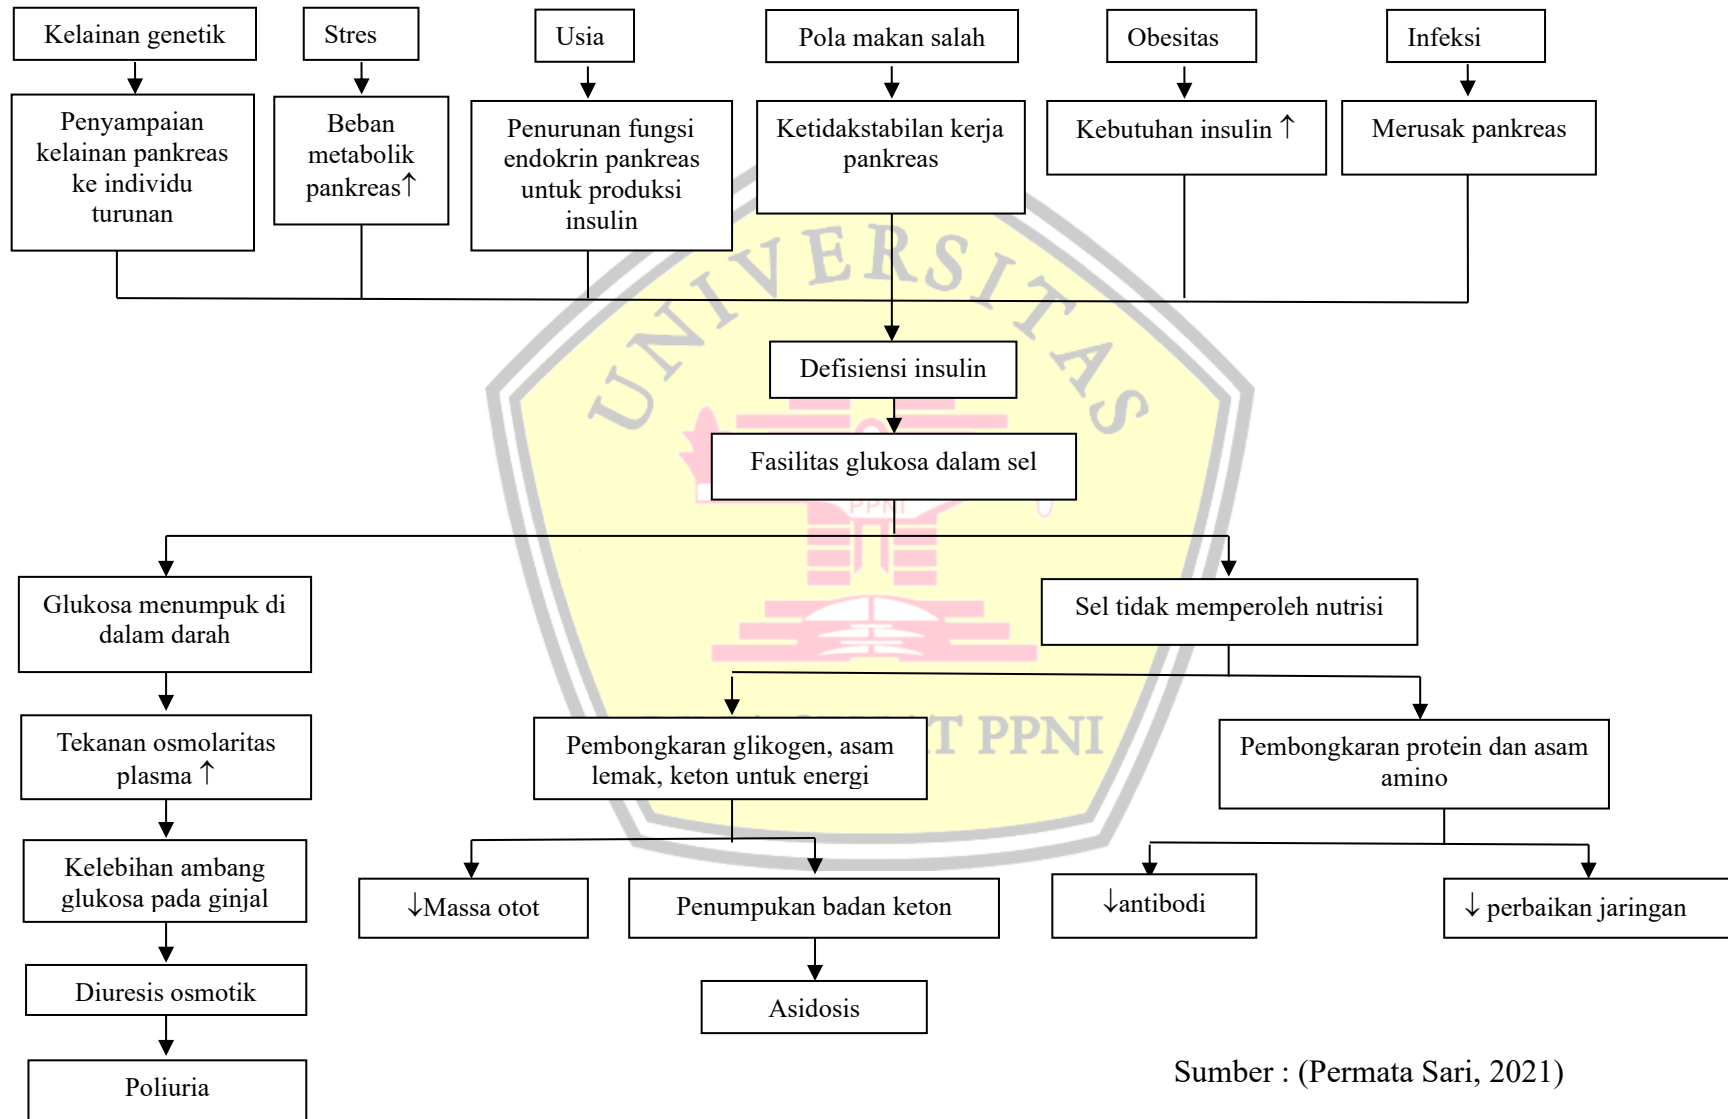 Kelainan genetik
Stres
Usia
Pola makan salah
Obesitas
Infeksi
Penyampaian
kelainan pankreas
ke individu
turunan
Beban
metabolik
pankreas↑
Penurunan fungsi
endokrin pankreas
untuk produksi
insulin
Ketidakstabilan kerja
pankreas
Kebutuhan insulin ↑
Merusak pankreas
UNIVERSITAS
Defisiensi insulin
Fasilitas glukosa dalam sel
PPNI
Glukosa menumpuk di
dalam darah
Sel tidak memperoleh nutrisi
Tekanan osmolaritas
plasma ↑
Pembongkaran glikogen, asam
lemak, keton untuk energi
PPNI
Pembongkaran protein dan asam
amino
Kelebihan ambang
glukosa pada ginjal
↓Massa otot
Penumpukan badan keton
↓antibodi
↓ perbaikan jaringan
Diuresis osmotik
Asidosis
Poliuria
Sumber : (Permata Sari, 2021)